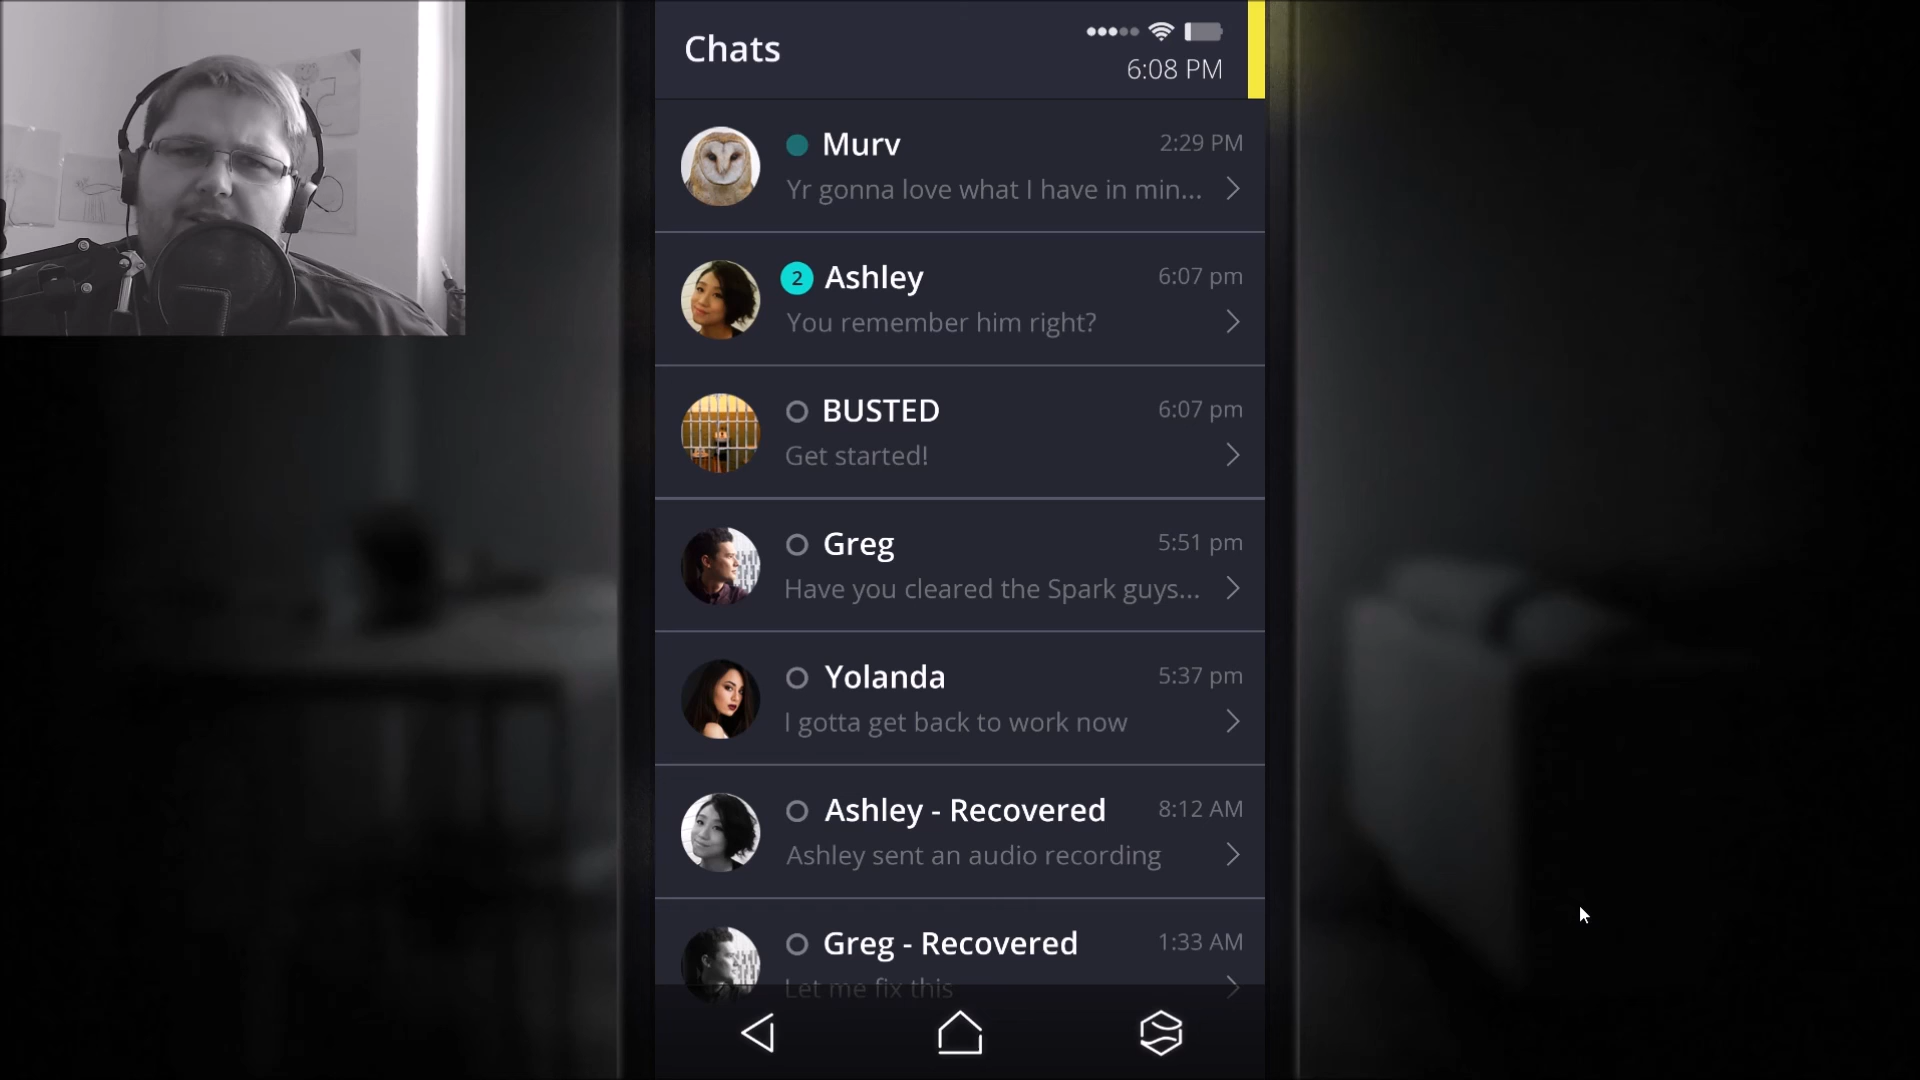 Chats
6:08 PM
Murv 2:29 PM
Yr gonna love what I have in min...
2 Ashley 6:07 pm
You remember him right?
BUSTED 6:07 pm
Get started!
Greg 5:51 pm
Have you cleared the Spark guys...
Yolanda 5:37 pm
I gotta get back to work now
Ashley - Recovered 8:12 AM
Ashley sent an audio recording
Greg - Recovered 1:33 AM
Let me fix this